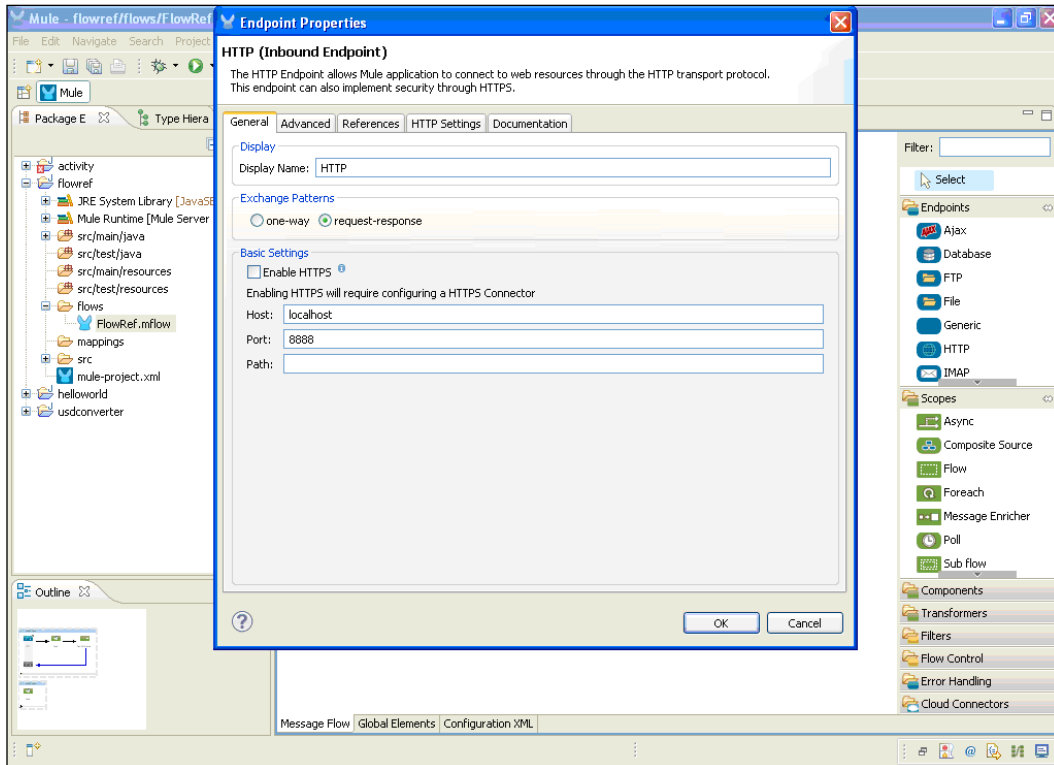 Mule - flowref/flows/FlowRef
File Edit Navigate Search Project
Mule
Package E
Type Hiera
activity
flowref
JRE System Library [JavaSE
Mule Runtime [Mule Server
src/main/java
src/test/java
src/main/resources
src/test/resources
flows
FlowRef.mflow
mappings
src
mule-project.xml
helloworld
usdconverter
Outline
Endpoint Properties
HTTP (Inbound Endpoint)
The HTTP Endpoint allows Mule application to connect to web resources through the HTTP transport protocol.
This endpoint can also implement security through HTTPS.
General Advanced References HTTP Settings Documentation
Display
Display Name: HTTP
Exchange Patterns
one-way request-response
Basic Settings
Enable HTTPS
Enabling HTTPS will require configuring a HTTPS Connector
Host: localhost
Port: 8888
Path:
OK Cancel
Message Flow Global Elements Configuration XML
Filter:
Select
Endpoints
Ajax
Database
FTP
File
Generic
HTTP
IMAP
Scopes
Async
Composite Source
Flow
Foreach
Message Enricher
Poll
Sub flow
Components
Transformers
Filters
Flow Control
Error Handling
Cloud Connectors